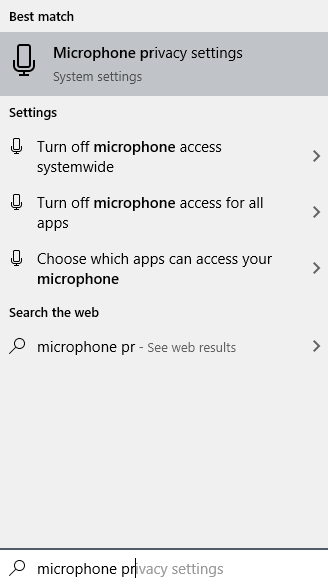 Best match
Microphone privacy settings
System settings
Settings
Turn off microphone access
systemwide
Turn off microphone access for all
apps
Choose which apps can access your
microphone
Search the web
microphone pr - See web results
microphone privacy settings